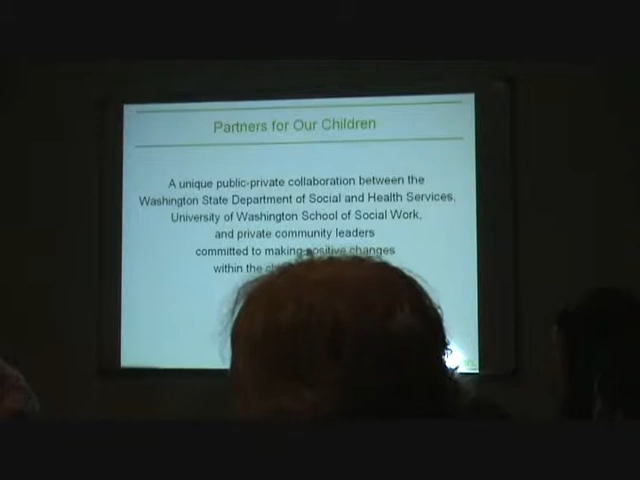 Partners for Our Children
A unique public-private collaboration between the
Washington State Department of Social and Health Services,
University of Washington School of Social Work,
and private community leaders
committed to making positive changes
within the